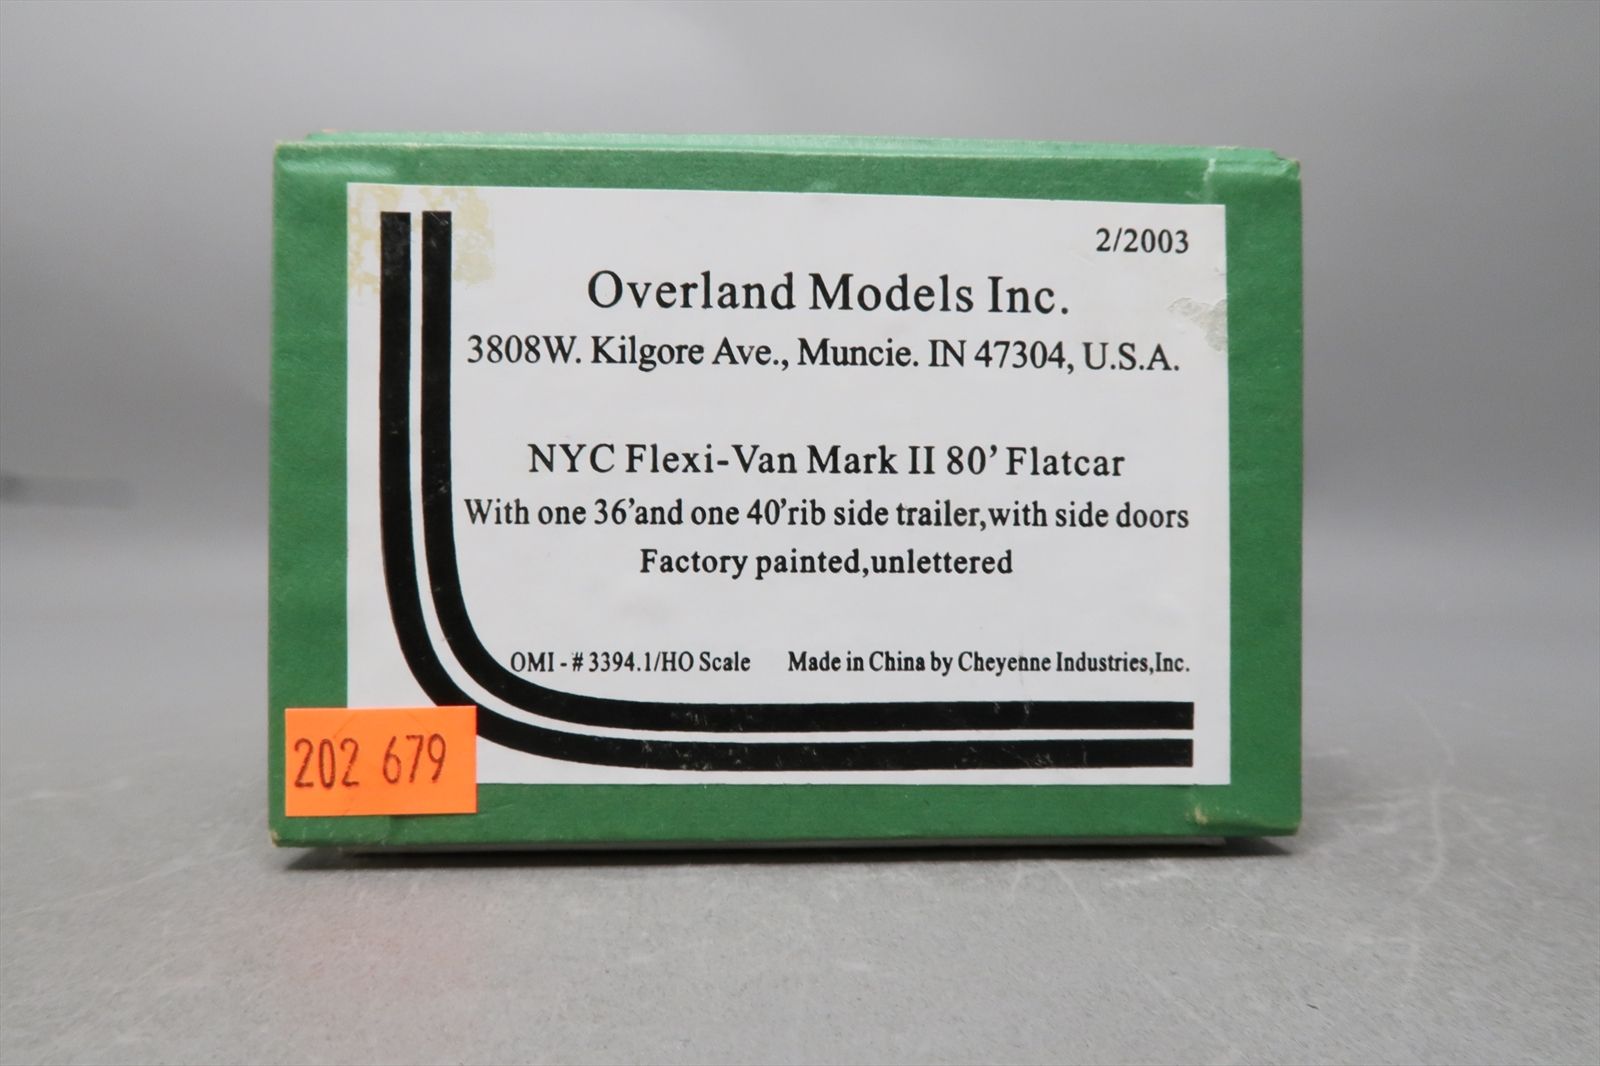 2/2003
Overland Models Inc.
3808W. Kilgore Ave., Muncie. IN 47304, U.S.A.
NYC Flexi-Van Mark II 80' Flatcar
With one 36'and one 40'rib side trailer,with side doors
Factory painted,unlettered
OMI - # 3394.1/HO Scale Made in China by Cheyenne Industries,Inc.
202 679